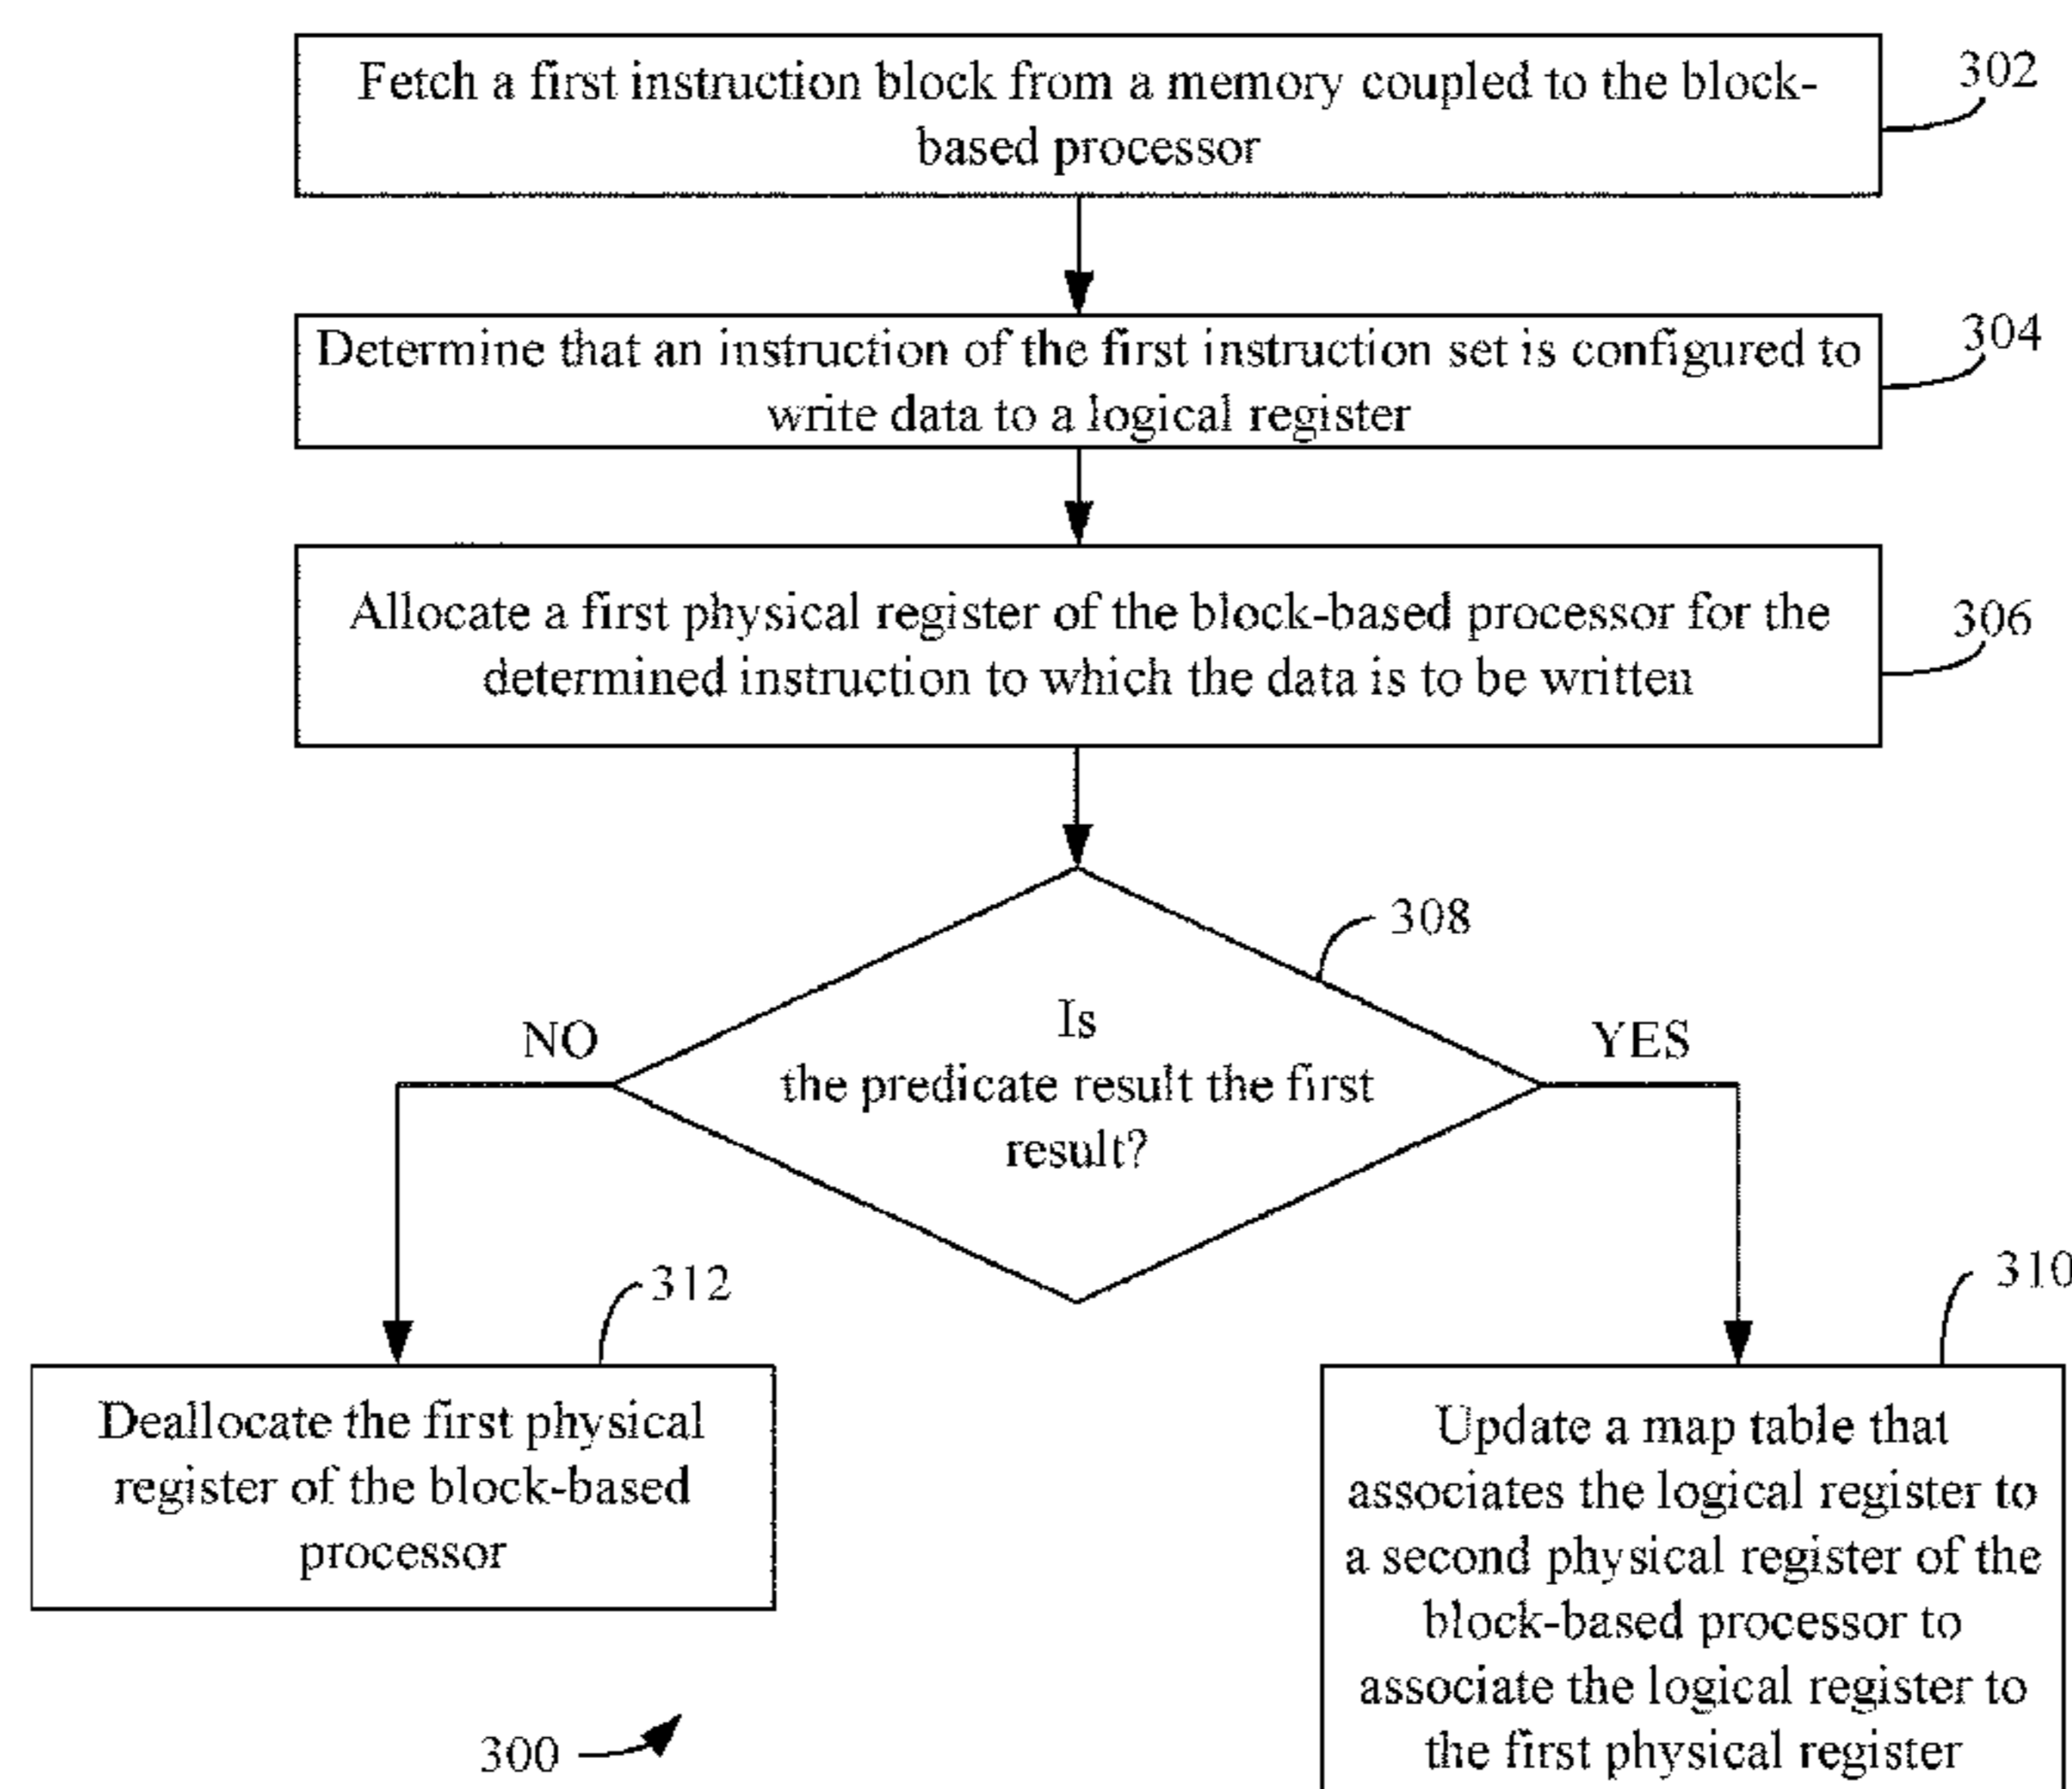 Fetch a first instruction block from a memory coupled to the block-
based processor
302
Determine that an instruction of the first instruction set is configured to
write data to a logical register
304
Allocate a first physical register of the block-based processor for the
determined instruction to which the data is to be written
306
308
Is
the predicate result the first
result?
NO
YES
312
310
Deallocate the first physical
register of the block-based
processor
Update a map table that
associates the logical register to
a second physical register of the
block-based processor to
associate the logical register to
the first physical register
300